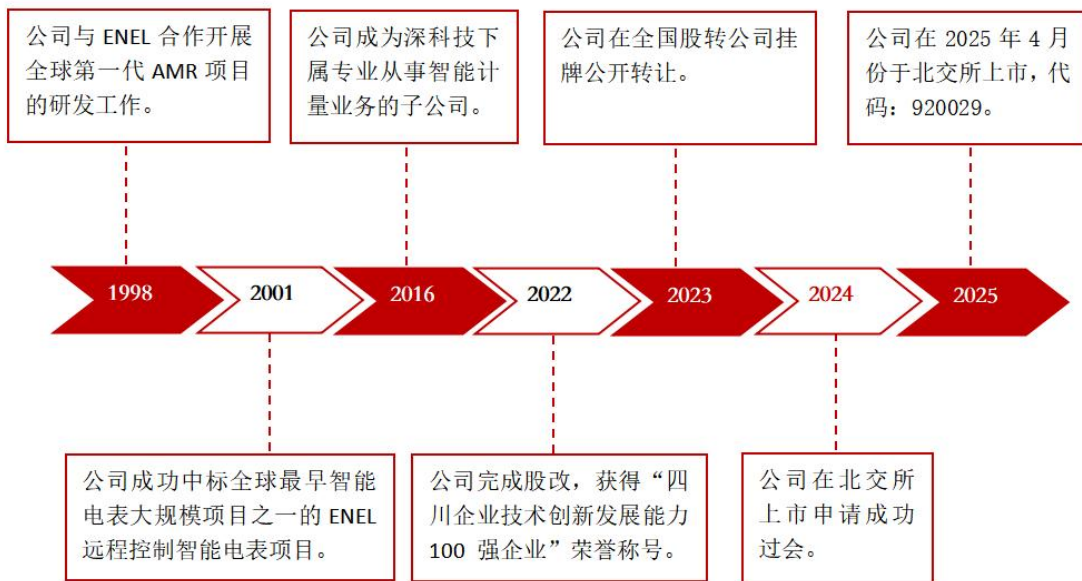 公司与 ENEL 合作开展
全球第一代 AMR 项目
的研发工作。
公司成为深科技下
属专业从事智能计
量业务的子公司。
公司在全国股转公司挂
牌公开转让。
公司在 2025 年 4 月
份于北交所上市，代
码：920029。
1998
2001
2016
2022
2023
2024
2025
公司成功中标全球最早智能
电表大规模项目之一的 ENEL
远程控制智能电表项目。
公司完成股改，获得“四
川企业技术创新发展能力
100 强企业”荣誉称号。
公司在北交所
上市申请成功
过会。